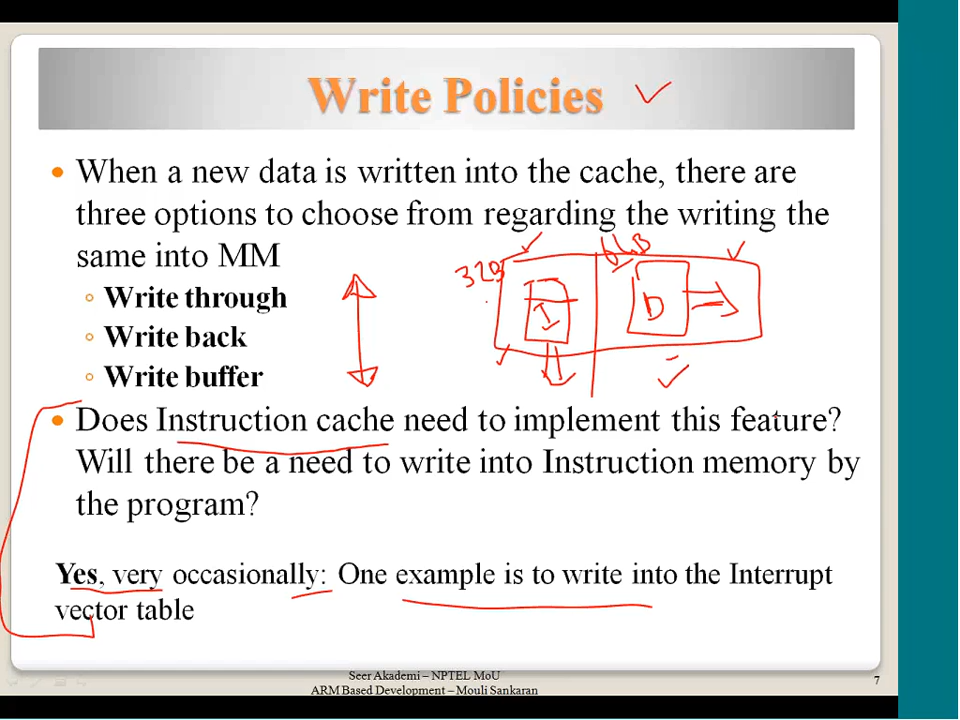 Write Policies
When a new data is written into the cache, there are
three options to choose from regarding the writing the
same into MM
Write through
Write back
Write buffer
32B
I
D
Does Instruction cache need to implement this feature?
Will there be a need to write into Instruction memory by
the program?
Yes, very occasionally: One example is to write into the Interrupt
vector table
Seer Akademi – NPTEL MoU
ARM Based Development – Mouli Sankaran
7